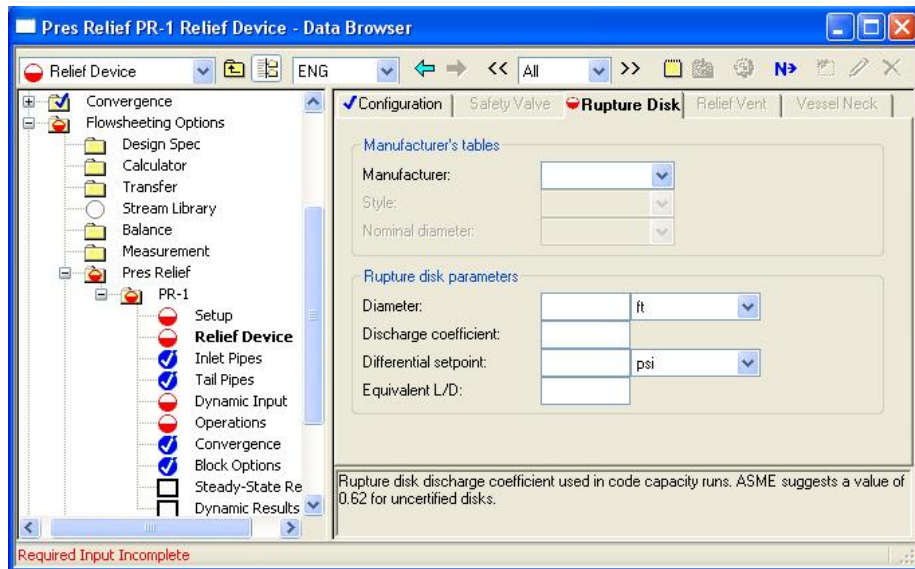 Pres Relief PR-1 Relief Device - Data Browser
Relief Device ENG << All >> N
Configuration Safety Valve Rupture Disk Relief Vent Vessel Neck
Convergence
Flowsheeting Options
Design Spec
Calculator
Transfer
Stream Library
Balance
Measurement
Pres Relief
PR-1
Setup
Relief Device
Inlet Pipes
Tail Pipes
Dynamic Input
Operations
Convergence
Block Options
Steady-State Re
Dynamic Results
Manufacturer's tables
Manufacturer:
Style:
Nominal diameter:
Rupture disk parameters
Diameter: ft
Discharge coefficient:
Differential setpoint: psi
Equivalent L/D:
Rupture disk discharge coefficient used in code capacity runs. ASME suggests a value of
0.62 for uncertified disks.
Required Input Incomplete